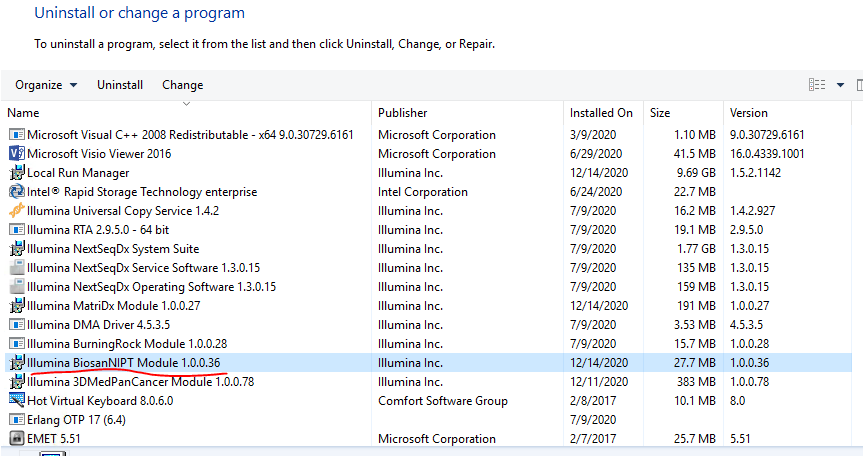 Uninstall or change a program
To uninstall a program, select it from the list and then click Uninstall, Change, or Repair.
Organize Uninstall Change
Name Publisher Installed On Size Version
Microsoft Visual C++ 2008 Redistributable - x64 9.0.30729.6161 Microsoft Corporation 3/9/2020 1.10 MB 9.0.30729.6161
Microsoft Visio Viewer 2016 Microsoft Corporation 6/29/2020 41.5 MB 16.0.4339.1001
Local Run Manager Illumina Inc. 12/14/2020 9.69 GB 1.5.2.1142
Intel® Rapid Storage Technology enterprise Intel Corporation 6/24/2020 22.7 MB
Illumina Universal Copy Service 1.4.2 Illumina Inc. 7/9/2020 16.2 MB 1.4.2.927
Illumina RTA 2.9.5.0 - 64 bit Illumina Inc. 7/9/2020 19.1 MB 2.9.5.0
Illumina NextSeqDx System Suite Illumina Inc. 7/9/2020 1.77 GB 1.3.0.15
Illumina NextSeqDx Service Software 1.3.0.15 Illumina Inc. 7/9/2020 135 MB 1.3.0.15
Illumina NextSeqDx Operating Software 1.3.0.15 Illumina Inc. 7/9/2020 159 MB 1.3.0.15
Illumina MatriDx Module 1.0.0.27 Illumina Inc. 12/14/2020 191 MB 1.0.0.27
Illumina DMA Driver 4.5.3.5 Illumina Inc. 7/9/2020 3.53 MB 4.5.3.5
Illumina BurningRock Module 1.0.0.28 Illumina Inc. 7/9/2020 15.7 MB 1.0.0.28
Illumina BiosanNIPT Module 1.0.0.36 Illumina Inc. 12/14/2020 27.7 MB 1.0.0.36
Illumina 3DMedPanCancer Module 1.0.0.78 Illumina Inc. 12/11/2020 383 MB 1.0.0.78
Hot Virtual Keyboard 8.0.6.0 Comfort Software Group 2/8/2017 10.1 MB 8.0
Erlang OTP 17 (6.4) 7/9/2020
EMET 5.51 Microsoft Corporation 2/7/2017 25.7 MB 5.51